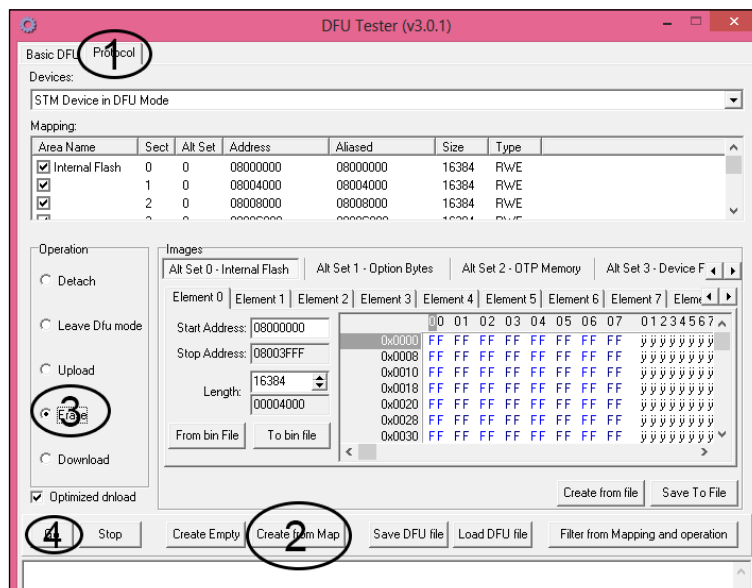 DFU Tester (v3.0.1)
Basic DFU Protocol
1
Devices:
STM Device in DFU Mode
Mapping:
Area Name Sect Alt Set Address Aliased Size Type
Internal Flash 0 0 08000000 08000000 16384 RWE
1 0 08004000 08004000 16384 RWE
2 0 08008000 08008000 16384 RWE
Operation
Detach
Leave Dfu mode
Upload
Erase
3
Download
Optimized dnload
Images
Alt Set 0 - Internal Flash Alt Set 1 - Option Bytes Alt Set 2 - OTP Memory Alt Set 3 - Device F
Element 0 Element 1 Element 2 Element 3 Element 4 Element 5 Element 6 Element 7 Eleme
Start Address: 08000000
Stop Address: 08003FFF
Length: 16384
00004000
From bin File To bin file
00 01 02 03 04 05 06 07 0 1 2 3 4 5 6 7
0x0000 FF FF FF FF FF FF FF FF ÿ ÿ ÿ ÿ ÿ ÿ ÿ ÿ
0x0008 FF FF FF FF FF FF FF FF ÿ ÿ ÿ ÿ ÿ ÿ ÿ ÿ
0x0010 FF FF FF FF FF FF FF FF ÿ ÿ ÿ ÿ ÿ ÿ ÿ ÿ
0x0018 FF FF FF FF FF FF FF FF ÿ ÿ ÿ ÿ ÿ ÿ ÿ ÿ
0x0020 FF FF FF FF FF FF FF FF ÿ ÿ ÿ ÿ ÿ ÿ ÿ ÿ
0x0028 FF FF FF FF FF FF FF FF ÿ ÿ ÿ ÿ ÿ ÿ ÿ ÿ
0x0030 FF FF FF FF FF FF FF FF ÿ ÿ ÿ ÿ ÿ ÿ ÿ ÿ
Create from file Save To File
4 Stop Create Empty Create from Map Save DFU file Load DFU file Filter from Mapping and operation
2